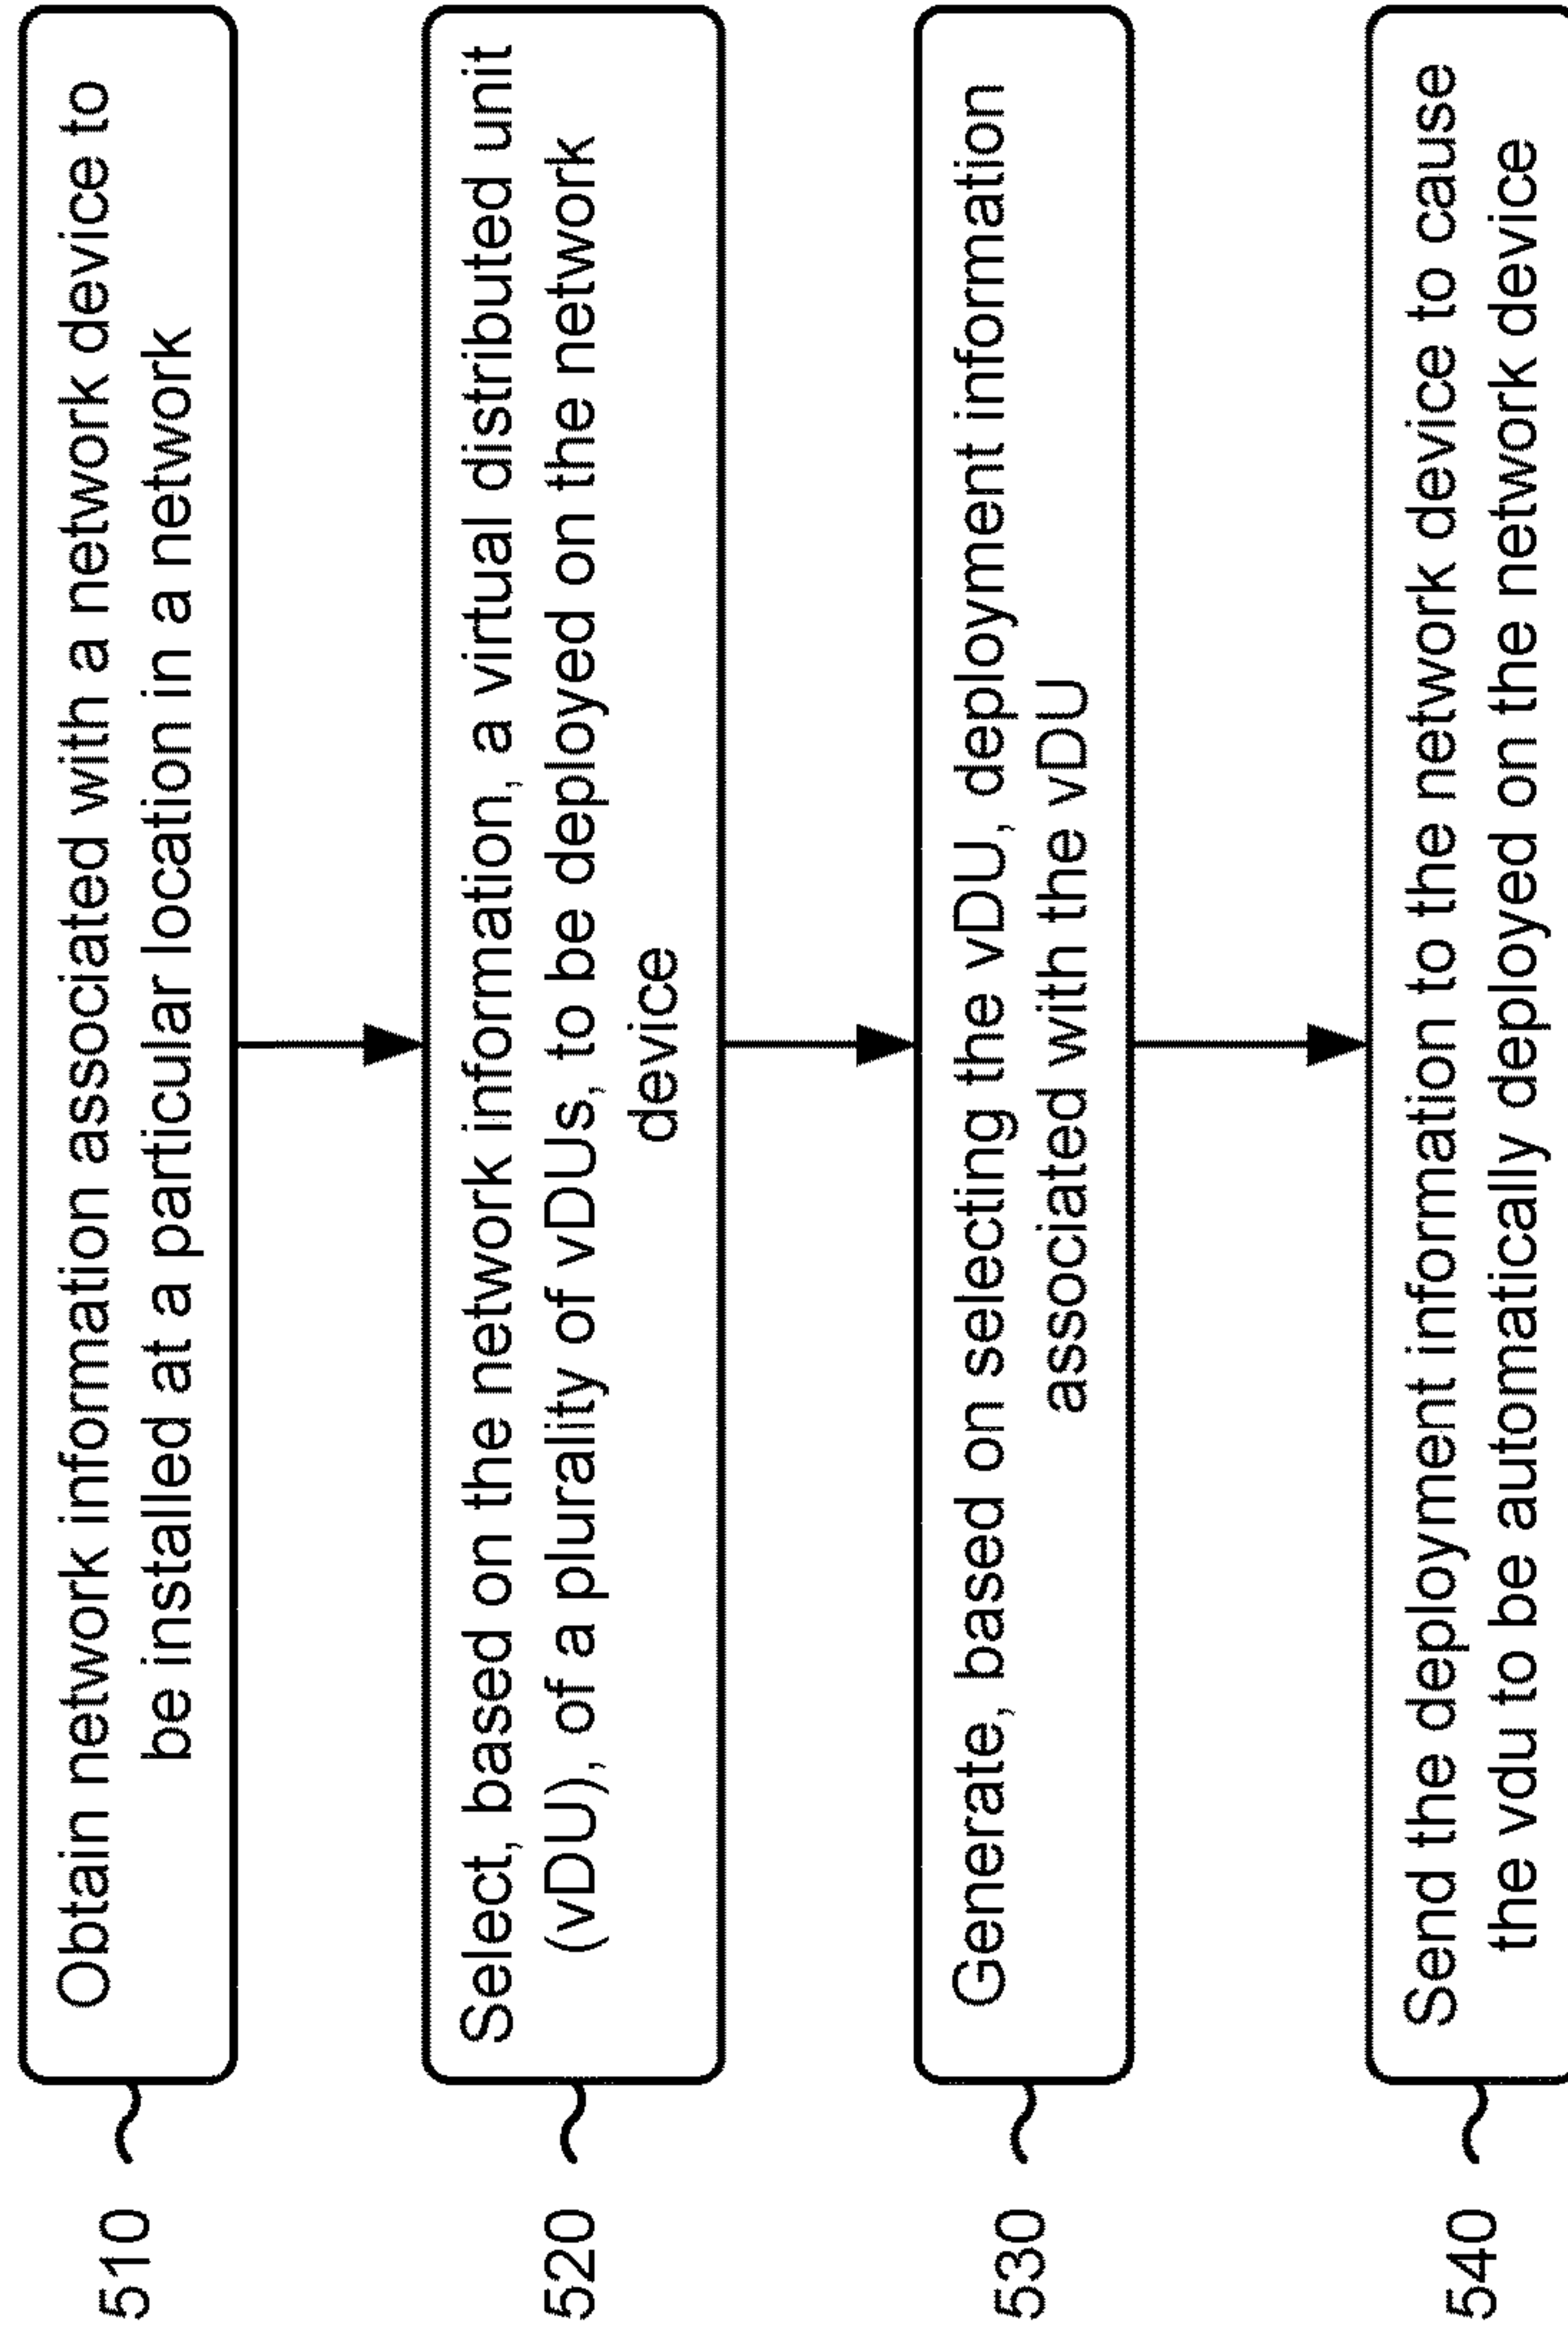 510
Obtain network information associated with a network device to
be installed at a particular location in a network
520
Select, based on the network information, a virtual distributed unit
(vDU), of a plurality of vDUs, to be deployed on the network
device
530
Generate, based on selecting the vDU, deployment information
associated with the vDU
540
Send the deployment information to the network device to cause
the vdu to be automatically deployed on the network device